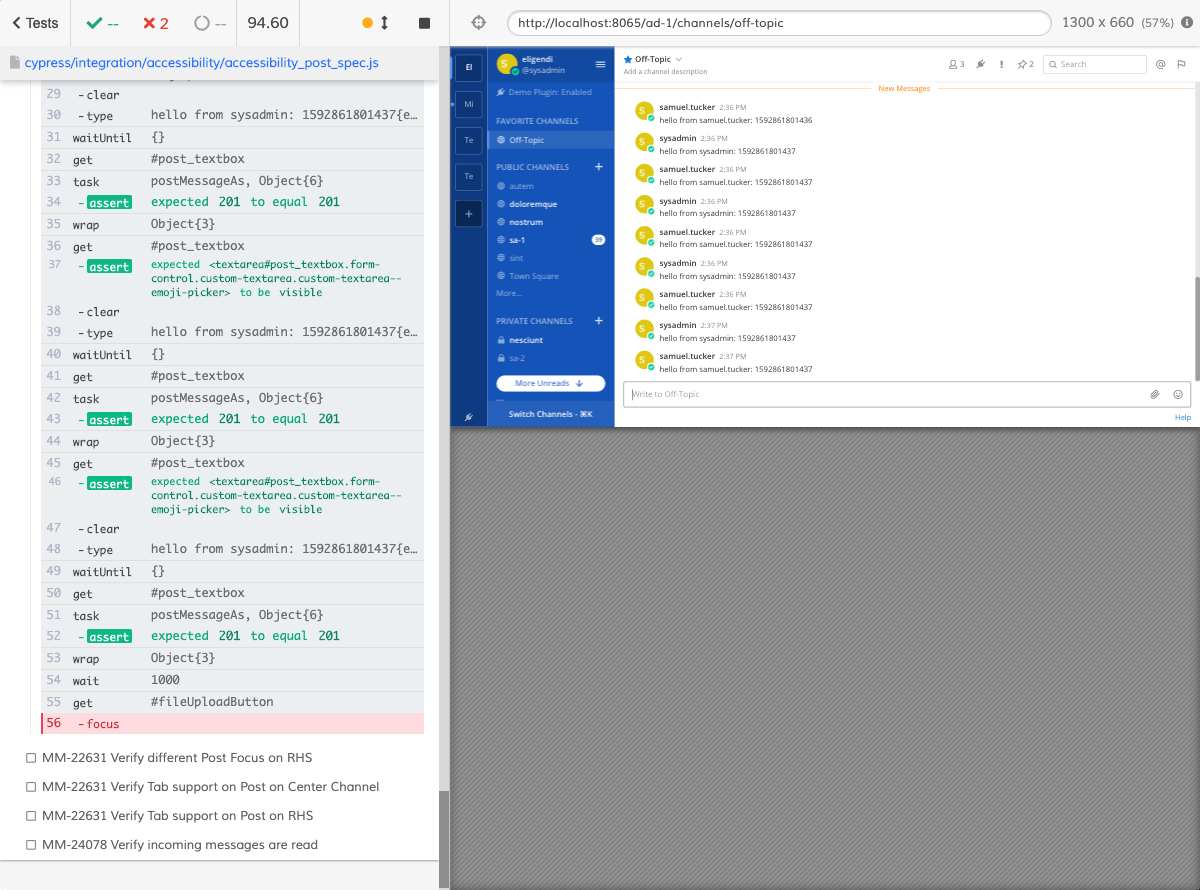 Tests
--
2
--
94.60
cypress/integration/accessibility/accessibility_post_spec.js
29 -clear
30 -type hello from sysadmin: 1592861801437{e…
31 waitUntil {}
32 get #post_textbox
33 task postMessageAs, Object{6}
34 -assert expected 201 to equal 201
35 wrap Object{3}
36 get #post_textbox
37 -assert expected <textarea#post_textbox.form-
control.custom-textarea.custom-textarea--
emoji-picker> to be visible
38 -clear
39 -type hello from sysadmin: 1592861801437{e…
40 waitUntil {}
41 get #post_textbox
42 task postMessageAs, Object{6}
43 -assert expected 201 to equal 201
44 wrap Object{3}
45 get #post_textbox
46 -assert expected <textarea#post_textbox.form-
control.custom-textarea.custom-textarea--
emoji-picker> to be visible
47 -clear
48 -type hello from sysadmin: 1592861801437{e…
49 waitUntil {}
50 get #post_textbox
51 task postMessageAs, Object{6}
52 -assert expected 201 to equal 201
53 wrap Object{3}
54 wait 1000
55 get #fileUploadButton
56 -focus
MM-22631 Verify different Post Focus on RHS
MM-22631 Verify Tab support on Post on Center Channel
MM-22631 Verify Tab support on Post on RHS
MM-24078 Verify incoming messages are read
http://localhost:8065/ad-1/channels/off-topic
1300 x 660 (57%)
El
Mi
Te
Te
+
eligendi
@sysadmin
Demo Plugin: Enabled
FAVORITE CHANNELS
Off-Topic
PUBLIC CHANNELS +
autem
doloremque
nostrum
sa-1 39
sint
Town Square
More...
PRIVATE CHANNELS +
nesciunt
sa-2
More Unreads
Switch Channels - ⌘K
Off-Topic
Add a channel description
3
2
Search
@
New Messages
S samuel.tucker 2:36 PM
hello from samuel.tucker: 1592861801436
S sysadmin 2:36 PM
hello from sysadmin: 1592861801437
S samuel.tucker 2:36 PM
hello from samuel.tucker: 1592861801437
S sysadmin 2:36 PM
hello from sysadmin: 1592861801437
S samuel.tucker 2:36 PM
hello from samuel.tucker: 1592861801437
S sysadmin 2:36 PM
hello from sysadmin: 1592861801437
S samuel.tucker 2:36 PM
hello from samuel.tucker: 1592861801437
S sysadmin 2:37 PM
hello from sysadmin: 1592861801437
S samuel.tucker 2:37 PM
hello from samuel.tucker: 1592861801437
Write to Off-Topic
Help